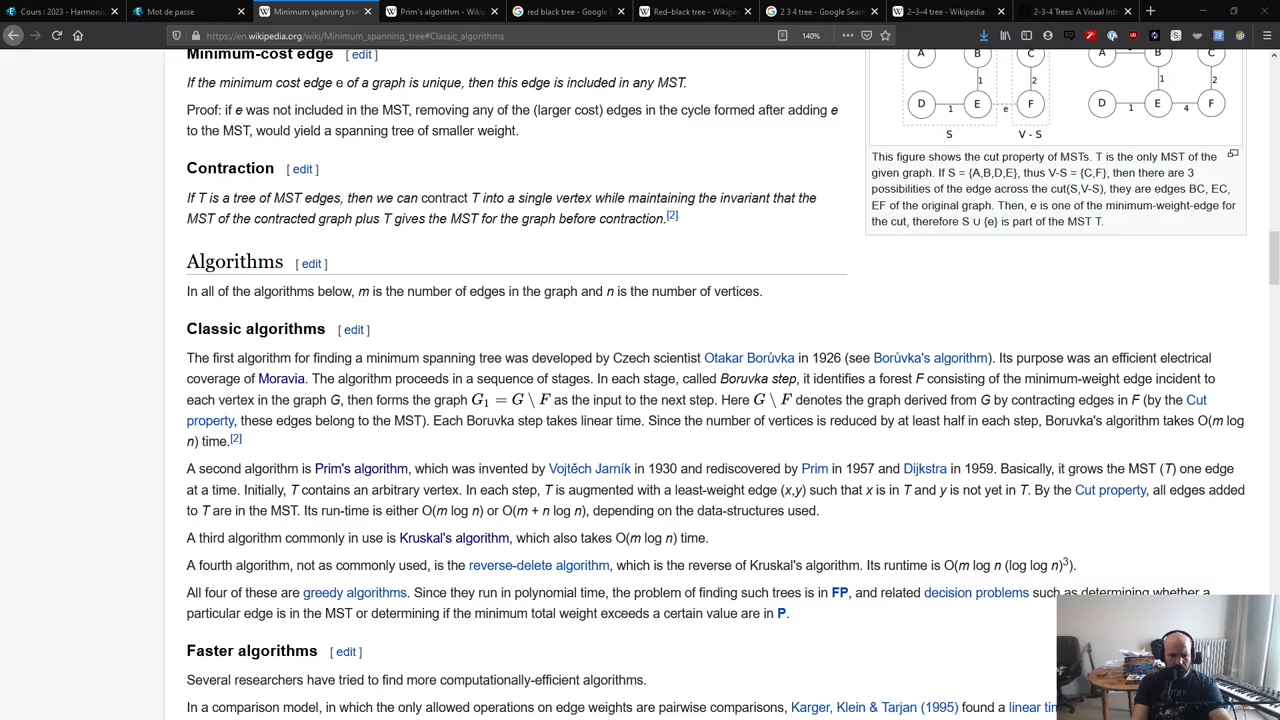 Cours : 2023 - Harmoni
Mot de passe
Minimum spanning tree
Prim's algorithm - Wikip
red black tree - Google S
Red–black tree - Wikiped
2 3 4 tree - Google Sear
2–3–4 tree - Wikipedia
2-3-4 Trees: A Visual Int
https://en.wikipedia.org/wiki/Minimum_spanning_tree#Classic_algorithms
140%
Minimum-cost edge [ edit ]
If the minimum cost edge e of a graph is unique, then this edge is included in any MST.
Proof: if e was not included in the MST, removing any of the (larger cost) edges in the cycle formed after adding e
to the MST, would yield a spanning tree of smaller weight.
Contraction [ edit ]
If T is a tree of MST edges, then we can contract T into a single vertex while maintaining the invariant that the
MST of the contracted graph plus T gives the MST for the graph before contraction.[2]
A B C A B C
1 2 1 2
D 1 E e F D 1 E 4 F
S V - S
This figure shows the cut property of MSTs. T is the only MST of the
given graph. If S = {A,B,D,E}, thus V-S = {C,F}, then there are 3
possibilities of the edge across the cut(S,V-S), they are edges BC, EC,
EF of the original graph. Then, e is one of the minimum-weight-edge for
the cut, therefore S ∪ {e} is part of the MST T.
Algorithms [ edit ]
In all of the algorithms below, m is the number of edges in the graph and n is the number of vertices.
Classic algorithms [ edit ]
The first algorithm for finding a minimum spanning tree was developed by Czech scientist Otakar Borůvka in 1926 (see Borůvka's algorithm). Its purpose was an efficient electrical
coverage of Moravia. The algorithm proceeds in a sequence of stages. In each stage, called Boruvka step, it identifies a forest F consisting of the minimum-weight edge incident to
each vertex in the graph G, then forms the graph G₁ = G \ F as the input to the next step. Here G \ F denotes the graph derived from G by contracting edges in F (by the Cut
property, these edges belong to the MST). Each Boruvka step takes linear time. Since the number of vertices is reduced by at least half in each step, Boruvka's algorithm takes O(m log
n) time.[2]
A second algorithm is Prim's algorithm, which was invented by Vojtěch Jarník in 1930 and rediscovered by Prim in 1957 and Dijkstra in 1959. Basically, it grows the MST (T) one edge
at a time. Initially, T contains an arbitrary vertex. In each step, T is augmented with a least-weight edge (x,y) such that x is in T and y is not yet in T. By the Cut property, all edges added
to T are in the MST. Its run-time is either O(m log n) or O(m + n log n), depending on the data-structures used.
A third algorithm commonly in use is Kruskal's algorithm, which also takes O(m log n) time.
A fourth algorithm, not as commonly used, is the reverse-delete algorithm, which is the reverse of Kruskal's algorithm. Its runtime is O(m log n (log log n)³).
All four of these are greedy algorithms. Since they run in polynomial time, the problem of finding such trees is in FP, and related decision problems such as determining whether a
particular edge is in the MST or determining if the minimum total weight exceeds a certain value are in P.
Faster algorithms [ edit ]
Several researchers have tried to find more computationally-efficient algorithms.
In a comparison model, in which the only allowed operations on edge weights are pairwise comparisons, Karger, Klein & Tarjan (1995) found a linear